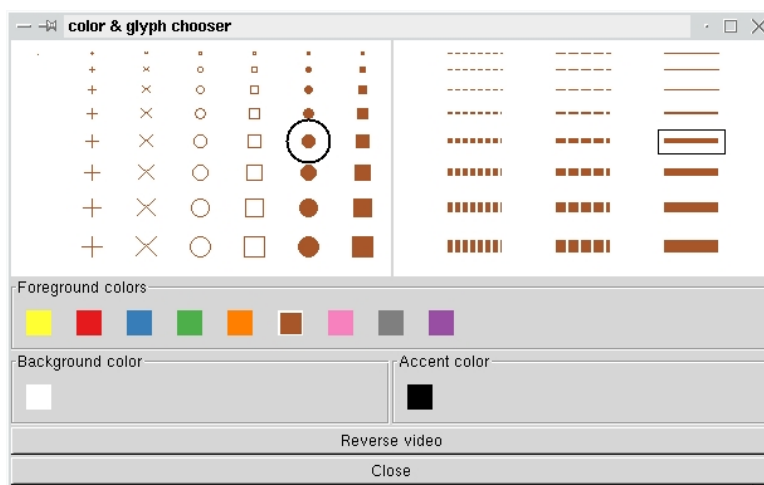 color & glyph chooser
Foreground colors
Background color
Accent color
Reverse video
Close